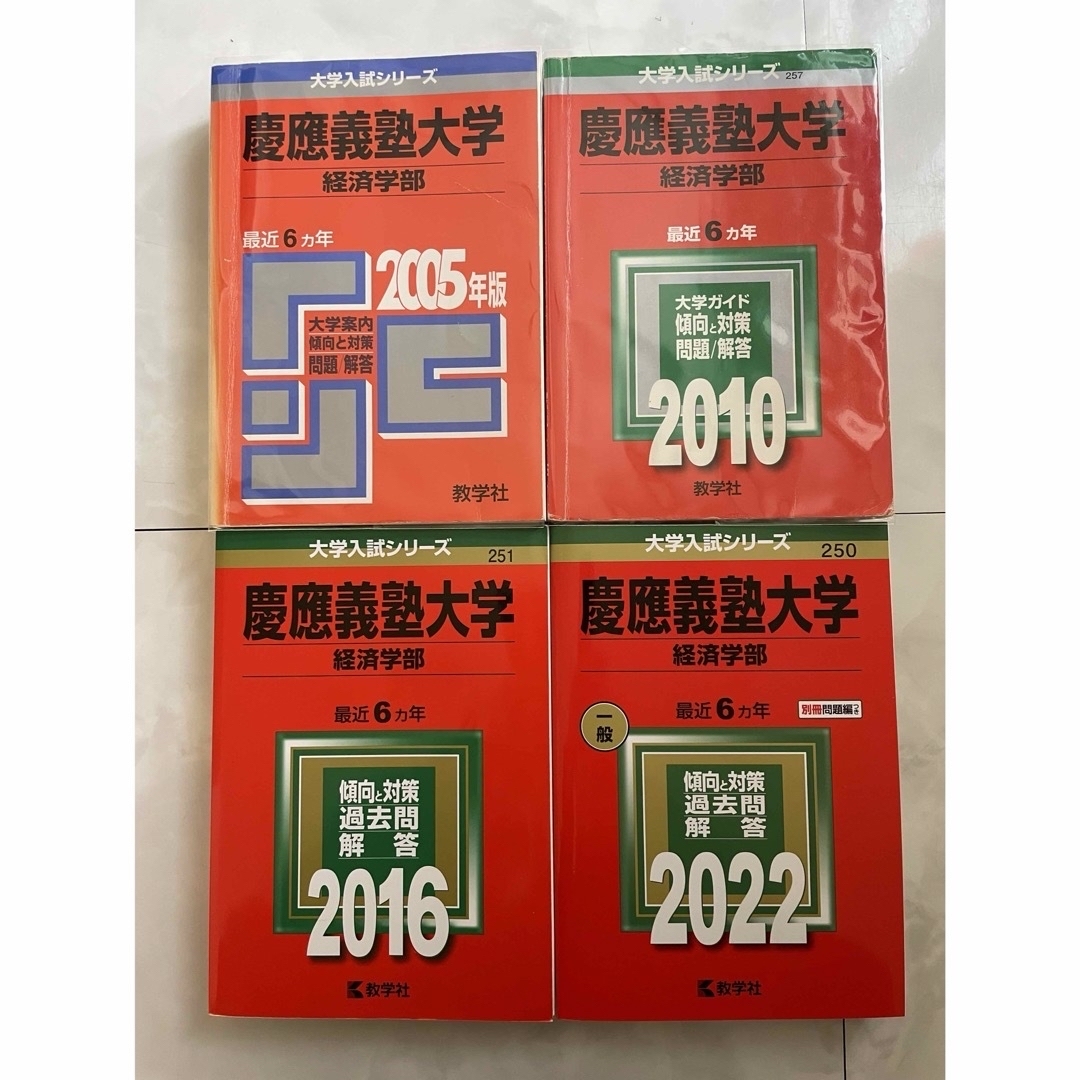 大学入試シリーズ
慶應義塾大学
経済学部
最近6ヵ年
2005年版
大学案内
傾向と対策
問題/解答
教学社
大学入試シリーズ 257
慶應義塾大学
経済学部
最近6ヵ年
大学ガイド
傾向と対策
問題/解答
2010
教学社
大学入試シリーズ
251
慶應義塾大学
経済学部
最近6ヵ年
傾向と対策
過去問
解答
2016
教学社
大学入試シリーズ
250
慶應義塾大学
経済学部
一般
最近6ヵ年
別冊問題編つき
傾向と対策
過去問
解答
2022
教学社